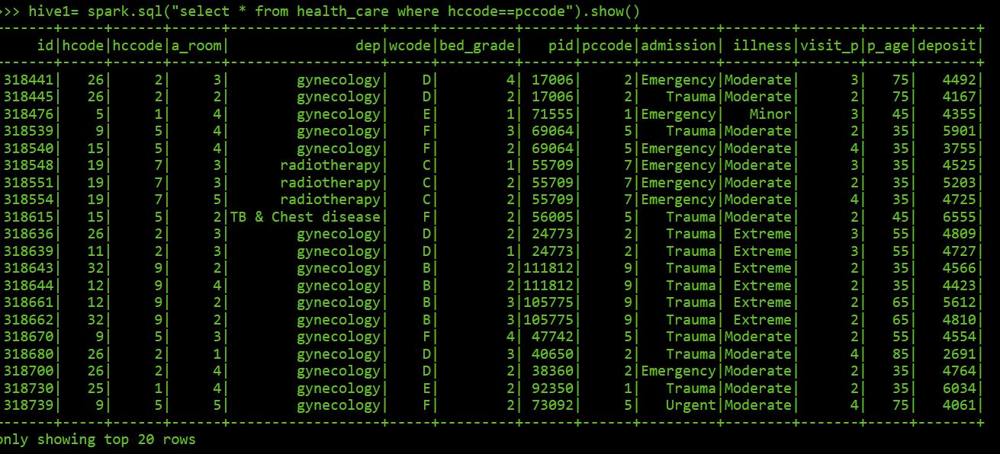 >>> hive1= spark.sql("select * from health_care where hccode==pccode").show()
-------+-----+------+------+------------------+-----+---------+------+------+---------+--------+-------+-----+-------+
id|hcode|hccode|a_room| dep|wcode|bed_grade| pid|pccode|admission| illness|visit_p|p_age|deposit|
-------+-----+------+------+------------------+-----+---------+------+------+---------+--------+-------+-----+-------+
318441| 26| 2| 3| gynecology| D| 4| 17006| 2|Emergency|Moderate| 3| 75| 4492|
318445| 26| 2| 2| gynecology| D| 2| 17006| 2| Trauma|Moderate| 2| 75| 4167|
318476| 5| 1| 4| gynecology| E| 1| 71555| 1|Emergency| Minor| 3| 45| 4355|
318539| 9| 5| 4| gynecology| F| 3| 69064| 5| Trauma|Moderate| 2| 35| 5901|
318540| 15| 5| 4| gynecology| F| 2| 69064| 5|Emergency|Moderate| 4| 35| 3755|
318548| 19| 7| 3| radiotherapy| C| 1| 55709| 7|Emergency|Moderate| 3| 35| 4525|
318551| 19| 7| 3| radiotherapy| C| 2| 55709| 7|Emergency|Moderate| 2| 35| 5203|
318554| 19| 7| 5| radiotherapy| C| 2| 55709| 7|Emergency|Moderate| 4| 35| 4725|
318615| 15| 5| 2|TB & Chest disease| F| 2| 56005| 5| Trauma|Moderate| 2| 45| 6555|
318636| 26| 2| 3| gynecology| D| 2| 24773| 2| Trauma| Extreme| 3| 55| 4809|
318639| 11| 2| 3| gynecology| D| 1| 24773| 2| Trauma| Extreme| 3| 55| 4727|
318643| 32| 9| 2| gynecology| B| 2|111812| 9| Trauma| Extreme| 2| 35| 4566|
318644| 12| 9| 4| gynecology| B| 2|111812| 9| Trauma| Extreme| 2| 35| 4423|
318661| 12| 9| 2| gynecology| B| 3|105775| 9| Trauma| Extreme| 2| 65| 5612|
318662| 32| 9| 2| gynecology| B| 3|105775| 9| Trauma| Extreme| 2| 65| 4810|
318670| 9| 5| 3| gynecology| F| 4| 47742| 5| Trauma|Moderate| 2| 55| 4554|
318680| 26| 2| 1| gynecology| D| 3| 40650| 2| Trauma|Moderate| 4| 85| 2691|
318700| 26| 2| 4| gynecology| D| 2| 38360| 2|Emergency|Moderate| 2| 35| 4764|
318730| 25| 1| 4| gynecology| E| 2| 92350| 1| Trauma|Moderate| 2| 35| 6034|
318739| 9| 5| 5| gynecology| F| 2| 73092| 5| Urgent|Moderate| 4| 75| 4061|
-------+-----+------+------+------------------+-----+---------+------+------+---------+--------+-------+-----+-------+
only showing top 20 rows